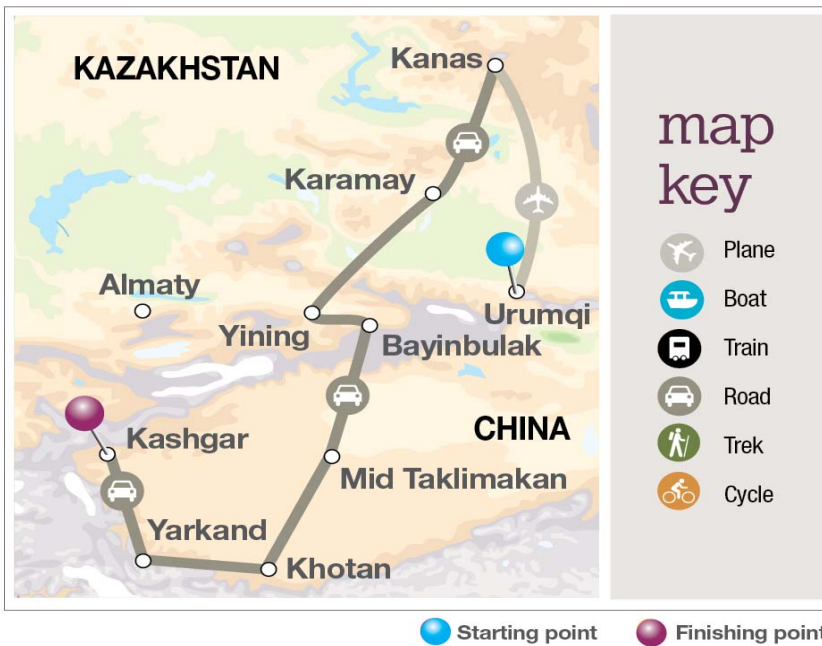 KAZAKHSTAN
Kanas
Karamay
Almaty
Urumqi
Yining
Bayinbulak
CHINA
Kashgar
Mid Taklimakan
Yarkand
Khotan
map
key
Plane
Boat
Train
Road
Trek
Cycle
Starting point
Finishing point